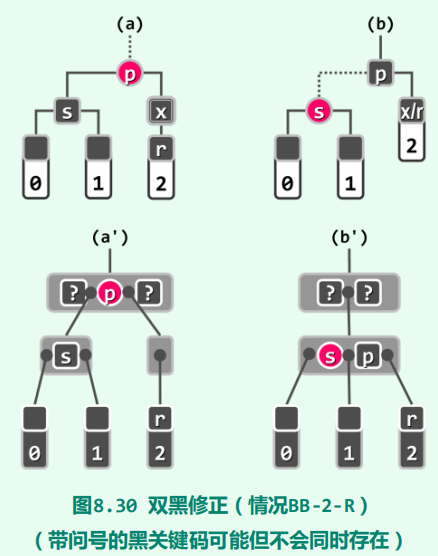 (a) (b)
p p
s x s x/r
r
0 1 2 0 1 2
(a') (b')
? p ? ? ?
s s p
r r
0 1 2 0 1 2
图8.30 双黑修正（情况BB-2-R）
（带问号的黑关键码可能但不会同时存在）